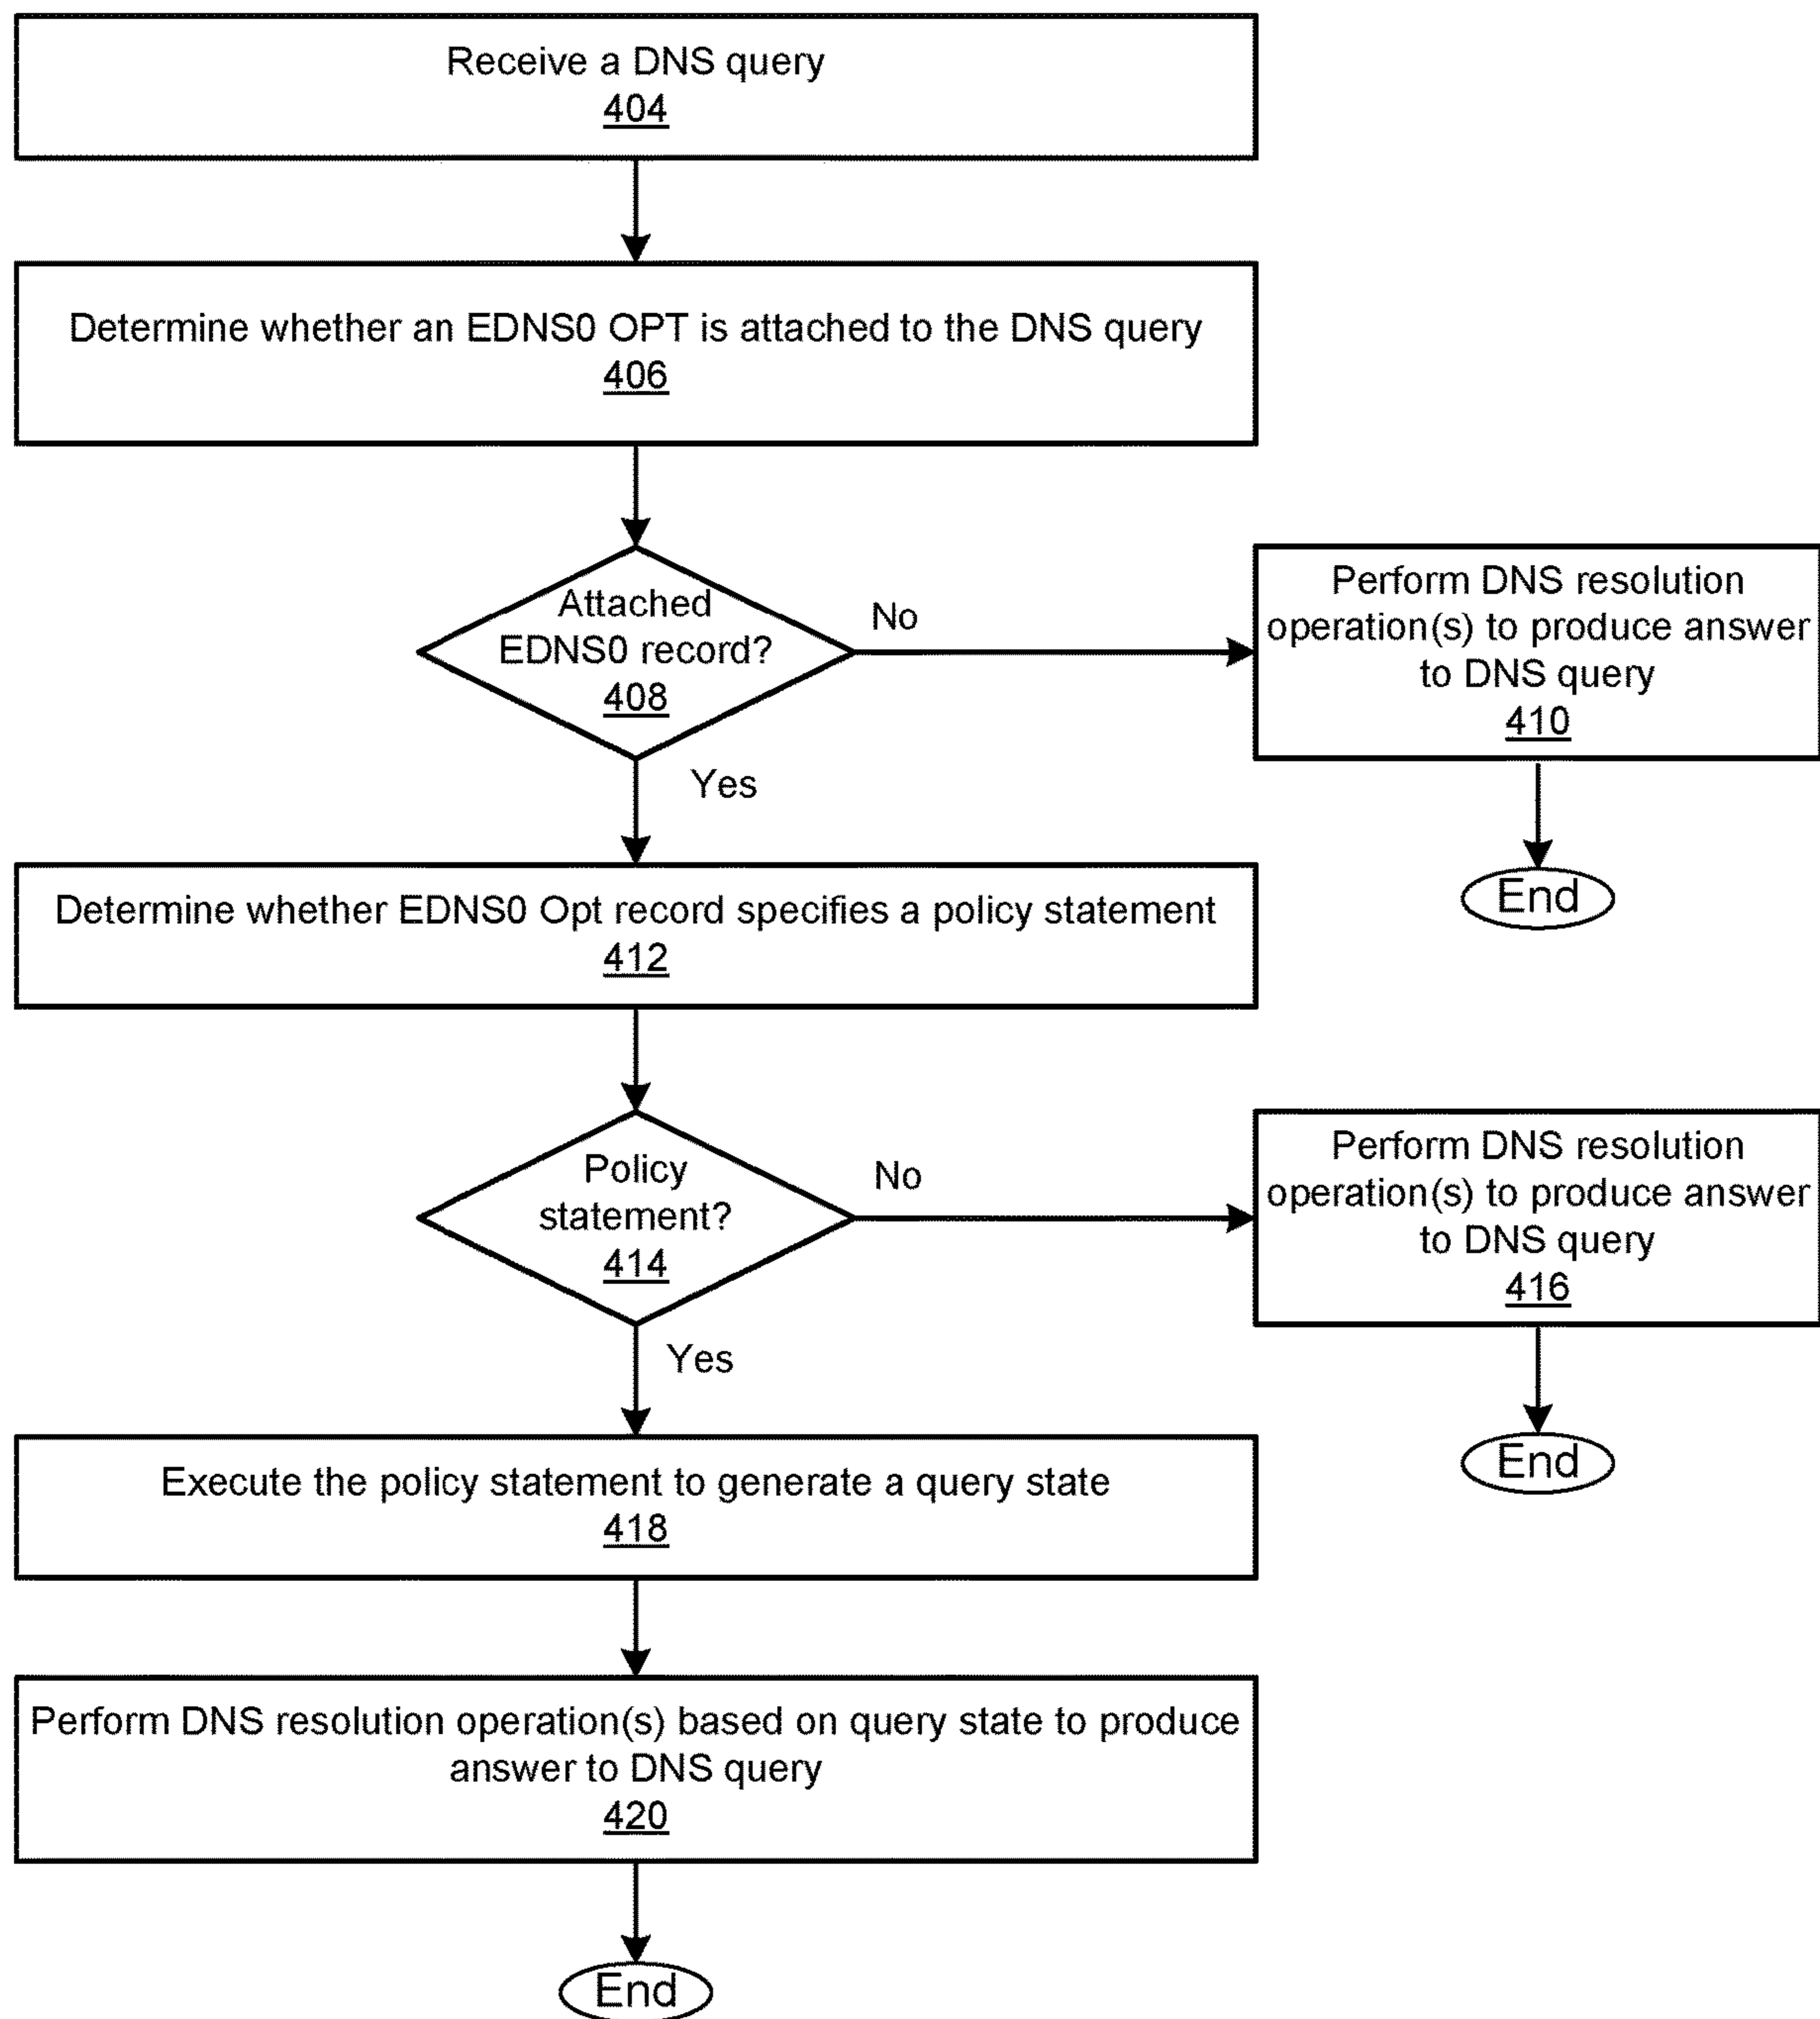 Receive a DNS query
404
Determine whether an EDNS0 OPT is attached to the DNS query
406
Attached
EDNS0 record?
408
No
Perform DNS resolution
operation(s) to produce answer
to DNS query
410
End
Yes
Determine whether EDNS0 Opt record specifies a policy statement
412
Policy
statement?
414
No
Perform DNS resolution
operation(s) to produce answer
to DNS query
416
End
Yes
Execute the policy statement to generate a query state
418
Perform DNS resolution operation(s) based on query state to produce
answer to DNS query
420
End